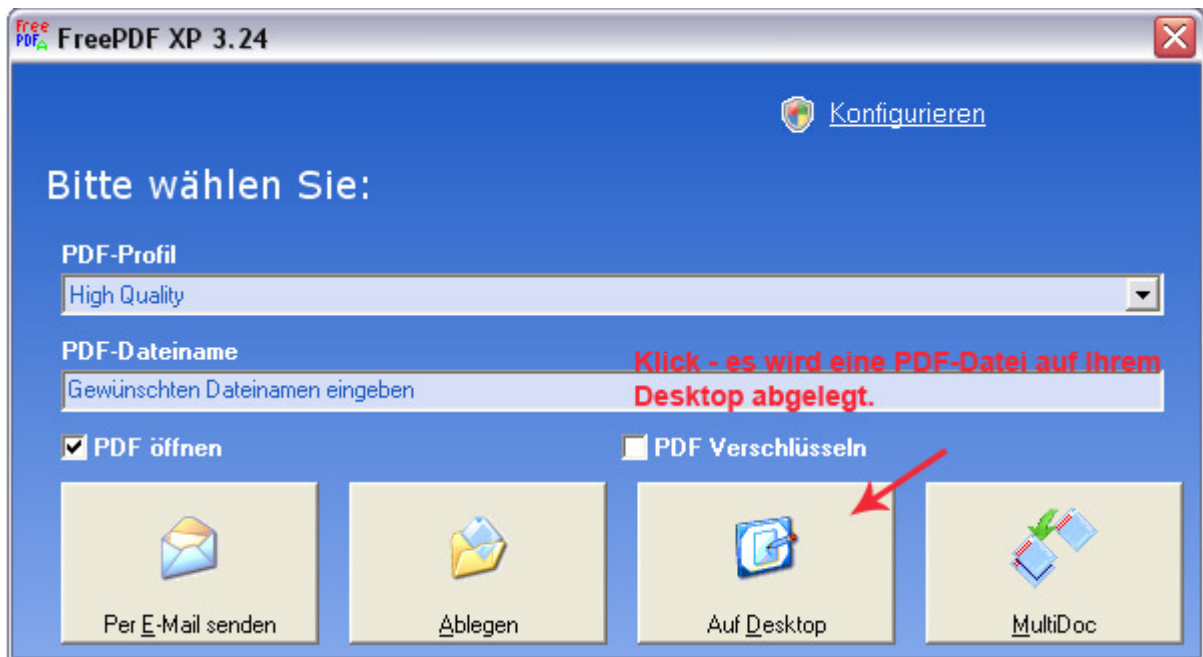 Free PDF FreePDF XP 3.24
Konfigurieren
Bitte wählen Sie:
PDF-Profil
High Quality
PDF-Dateiname
Klick - es wird eine PDF-Datei auf Ihrem
Gewünschten Dateinamen eingeben
Desktop abgelegt.
PDF öffnen
PDF Verschlüsseln
Per E-Mail senden
Ablegen
Auf Desktop
MultiDoc